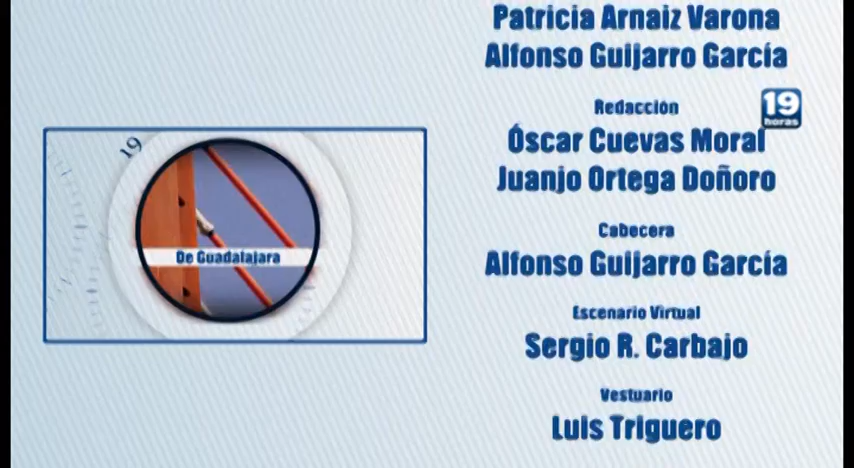 Patricia Arnaiz Varona
Alfonso Guijarro García
Redacción
19
horas
Óscar Cuevas Moral
Juanjo Ortega Doñoro
Cabecera
Alfonso Guijarro García
Escenario Virtual
Sergio R. Carbajo
Vestuario
Luis Triguero
19
De Guadalajara